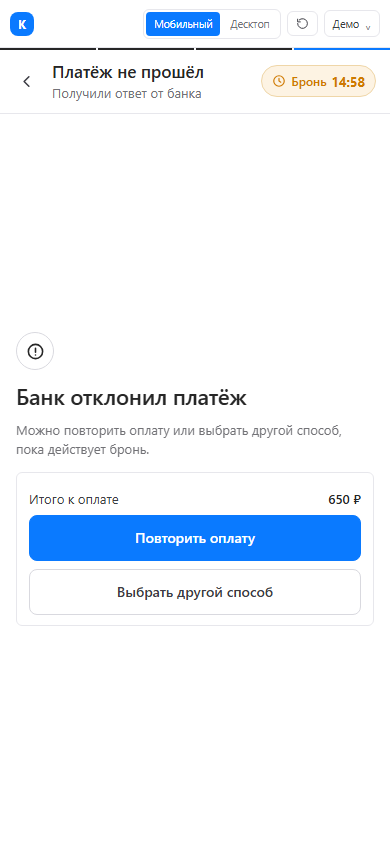 K
Мобильный Десктоп Демо
Платёж не прошёл
Получили ответ от банка
Бронь 14:58
Банк отклонил платёж
Можно повторить оплату или выбрать другой способ,
пока действует бронь.
Итого к оплате 650 ₽
Повторить оплату
Выбрать другой способ